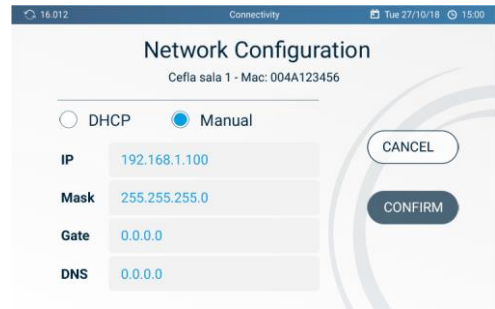 16.012 Connectivity Tue 27/10/18 15:00
Network Configuration
Cefla sala 1 - Mac: 004A123456
DHCP Manual
IP 192.168.1.100
Mask 255.255.255.0
Gate 0.0.0.0
DNS 0.0.0.0
CANCEL
CONFIRM